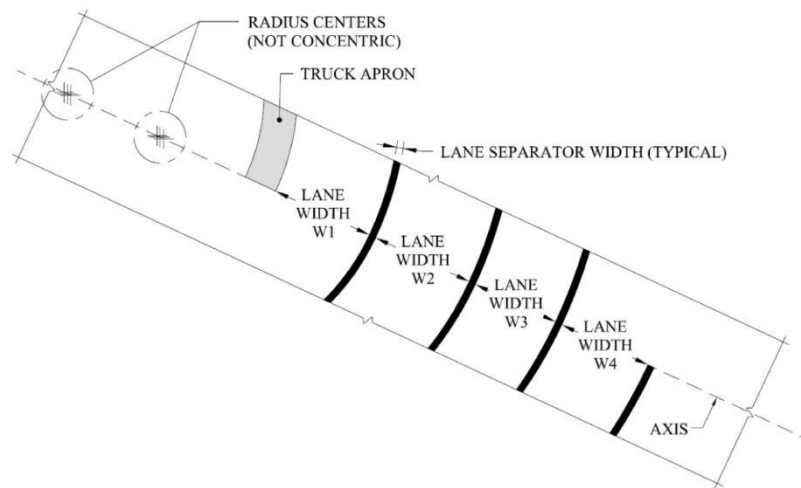 RADIUS CENTERS
(NOT CONCENTRIC)
TRUCK APRON
LANE SEPARATOR WIDTH (TYPICAL)
LANE
WIDTH
W1
LANE
WIDTH
W2
LANE
WIDTH
W3
LANE
WIDTH
W4
AXIS